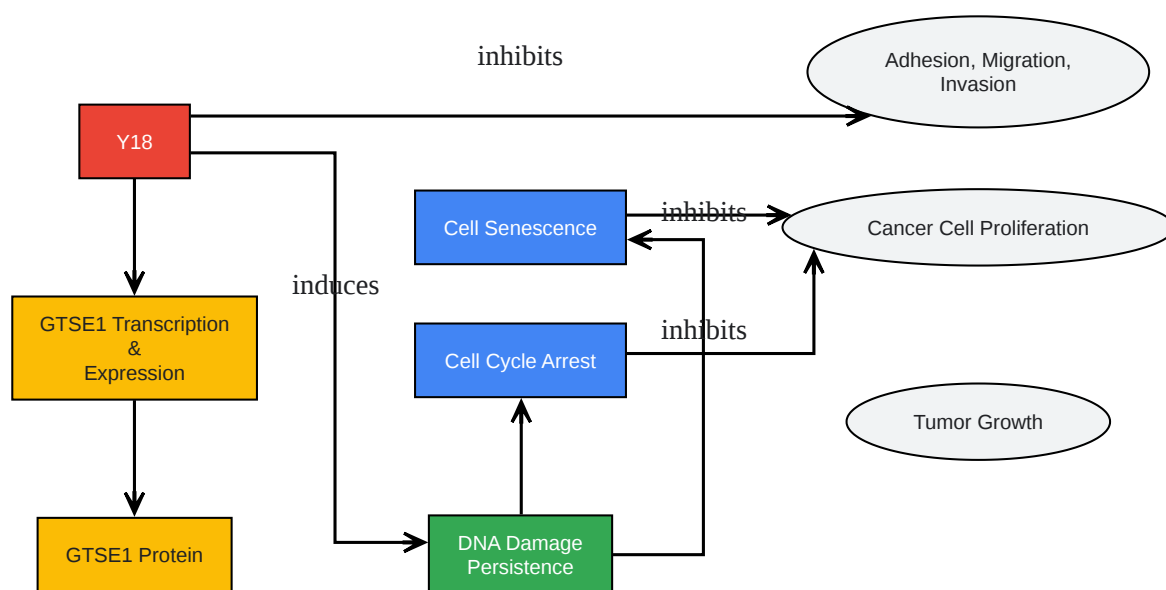 inhibits
Adhesion, Migration,
Invasion
Y18
Cell Senescence
inhibits
Cancer Cell Proliferation
induces
GTSE1 Transcription
&
Expression
Cell Cycle Arrest
inhibits
Tumor Growth
GTSE1 Protein
DNA Damage
Persistence